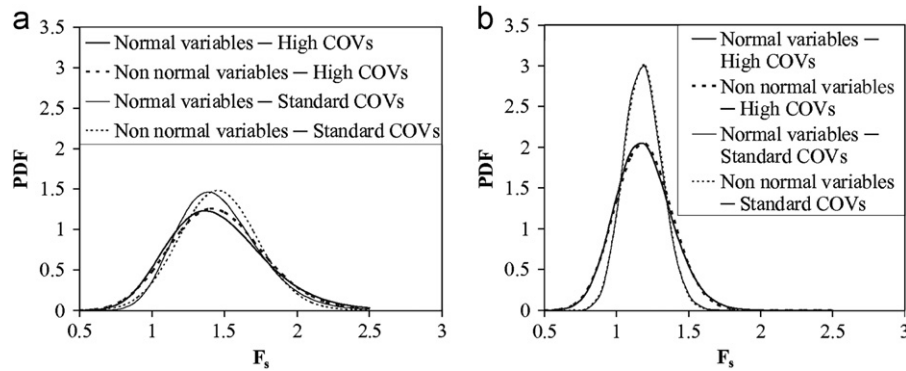 a
3.5
3
2.5
2
1.5
1
0.5
0
PDF
Normal variables — High COVs
Non normal variables — High COVs
Normal variables — Standard COVs
Non normal variables — Standard COVs
0.5 1 1.5 2 2.5 3
Fs
b
3.5
3
2.5
2
1.5
1
0.5
0
PDF
Normal variables —
High COVs
Non normal variables
— High COVs
Normal variables —
Standard COVs
Non normal variables
— Standard COVs
0.5 1 1.5 2 2.5 3
Fs